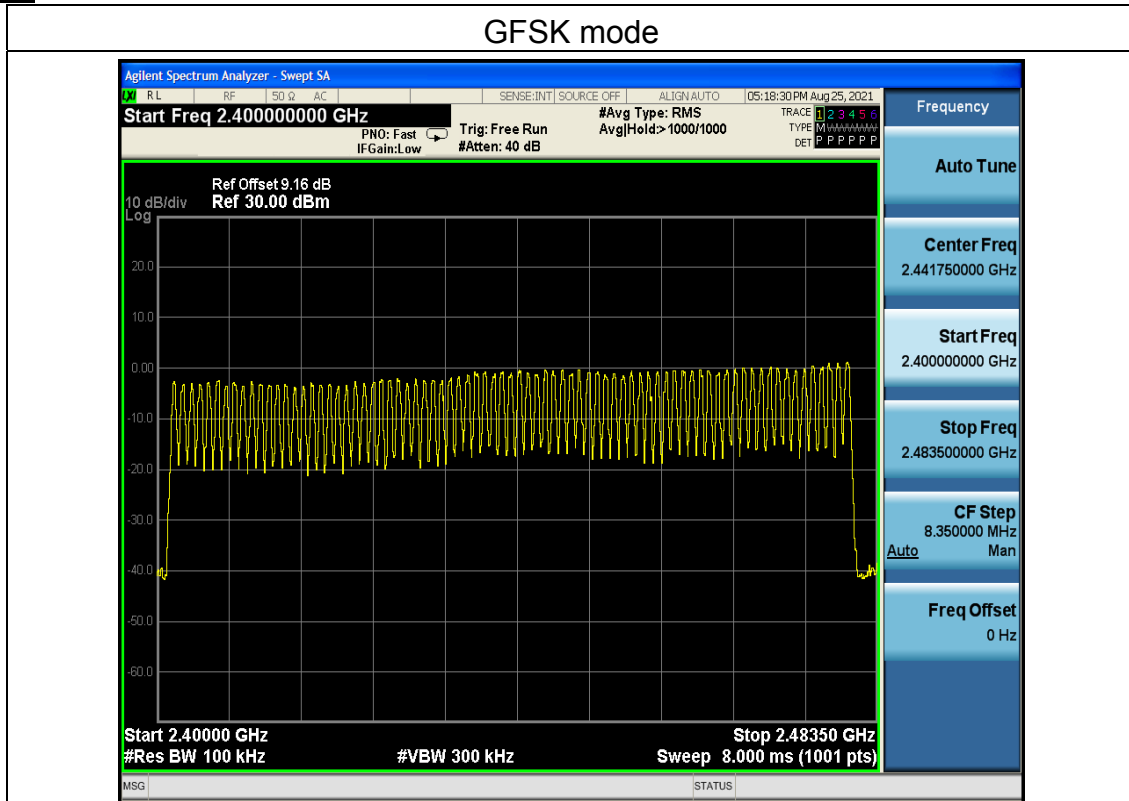 GFSK mode
Agilent Spectrum Analyzer - Swept SA
LXI RL RF 50 Ω AC SENSE:INT SOURCE OFF ALIGNAUTO 05:18:30 PM Aug 25, 2021
Start Freq 2.400000000 GHz
PNO: Fast
IFGain:Low
Trig: Free Run
#Atten: 40 dB
#Avg Type: RMS
Avg|Hold:>1000/1000
TRACE 1 2 3 4 5 6
TYPE M
DET P P P P P P
Ref Offset 9.16 dB
10 dB/div Ref 30.00 dBm
Log
20.0
10.0
0.00
-10.0
-20.0
-30.0
-40.0
-50.0
-60.0
Start 2.40000 GHz Stop 2.48350 GHz
#Res BW 100 kHz #VBW 300 kHz Sweep 8.000 ms (1001 pts)
MSG STATUS
Frequency
Auto Tune
Center Freq
2.441750000 GHz
Start Freq
2.400000000 GHz
Stop Freq
2.483500000 GHz
CF Step
8.350000 MHz
Auto Man
Freq Offset
0 Hz